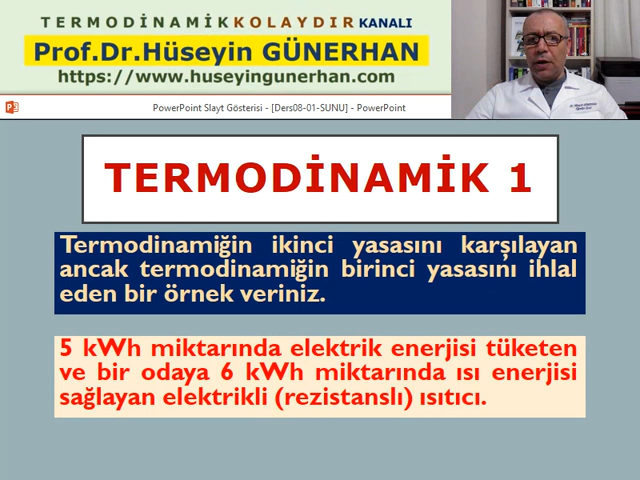 TERMODİNAMİKKOLAYDIR KANALI
Prof.Dr.Hüseyin GÜNERHAN
https://www.huseyingunerhan.com
PowerPoint Slayt Gösterisi - [Ders08-01-SUNU] - PowerPoint
TERMODİNAMİK 1
Termodinamiğin ikinci yasasını karşılayan
ancak termodinamiğin birinci yasasını ihlal
eden bir örnek veriniz.
5 kWh miktarında elektrik enerjisi tüketen
ve bir odaya 6 kWh miktarında ısı enerjisi
sağlayan elektrikli (rezistanslı) ısıtıcı.